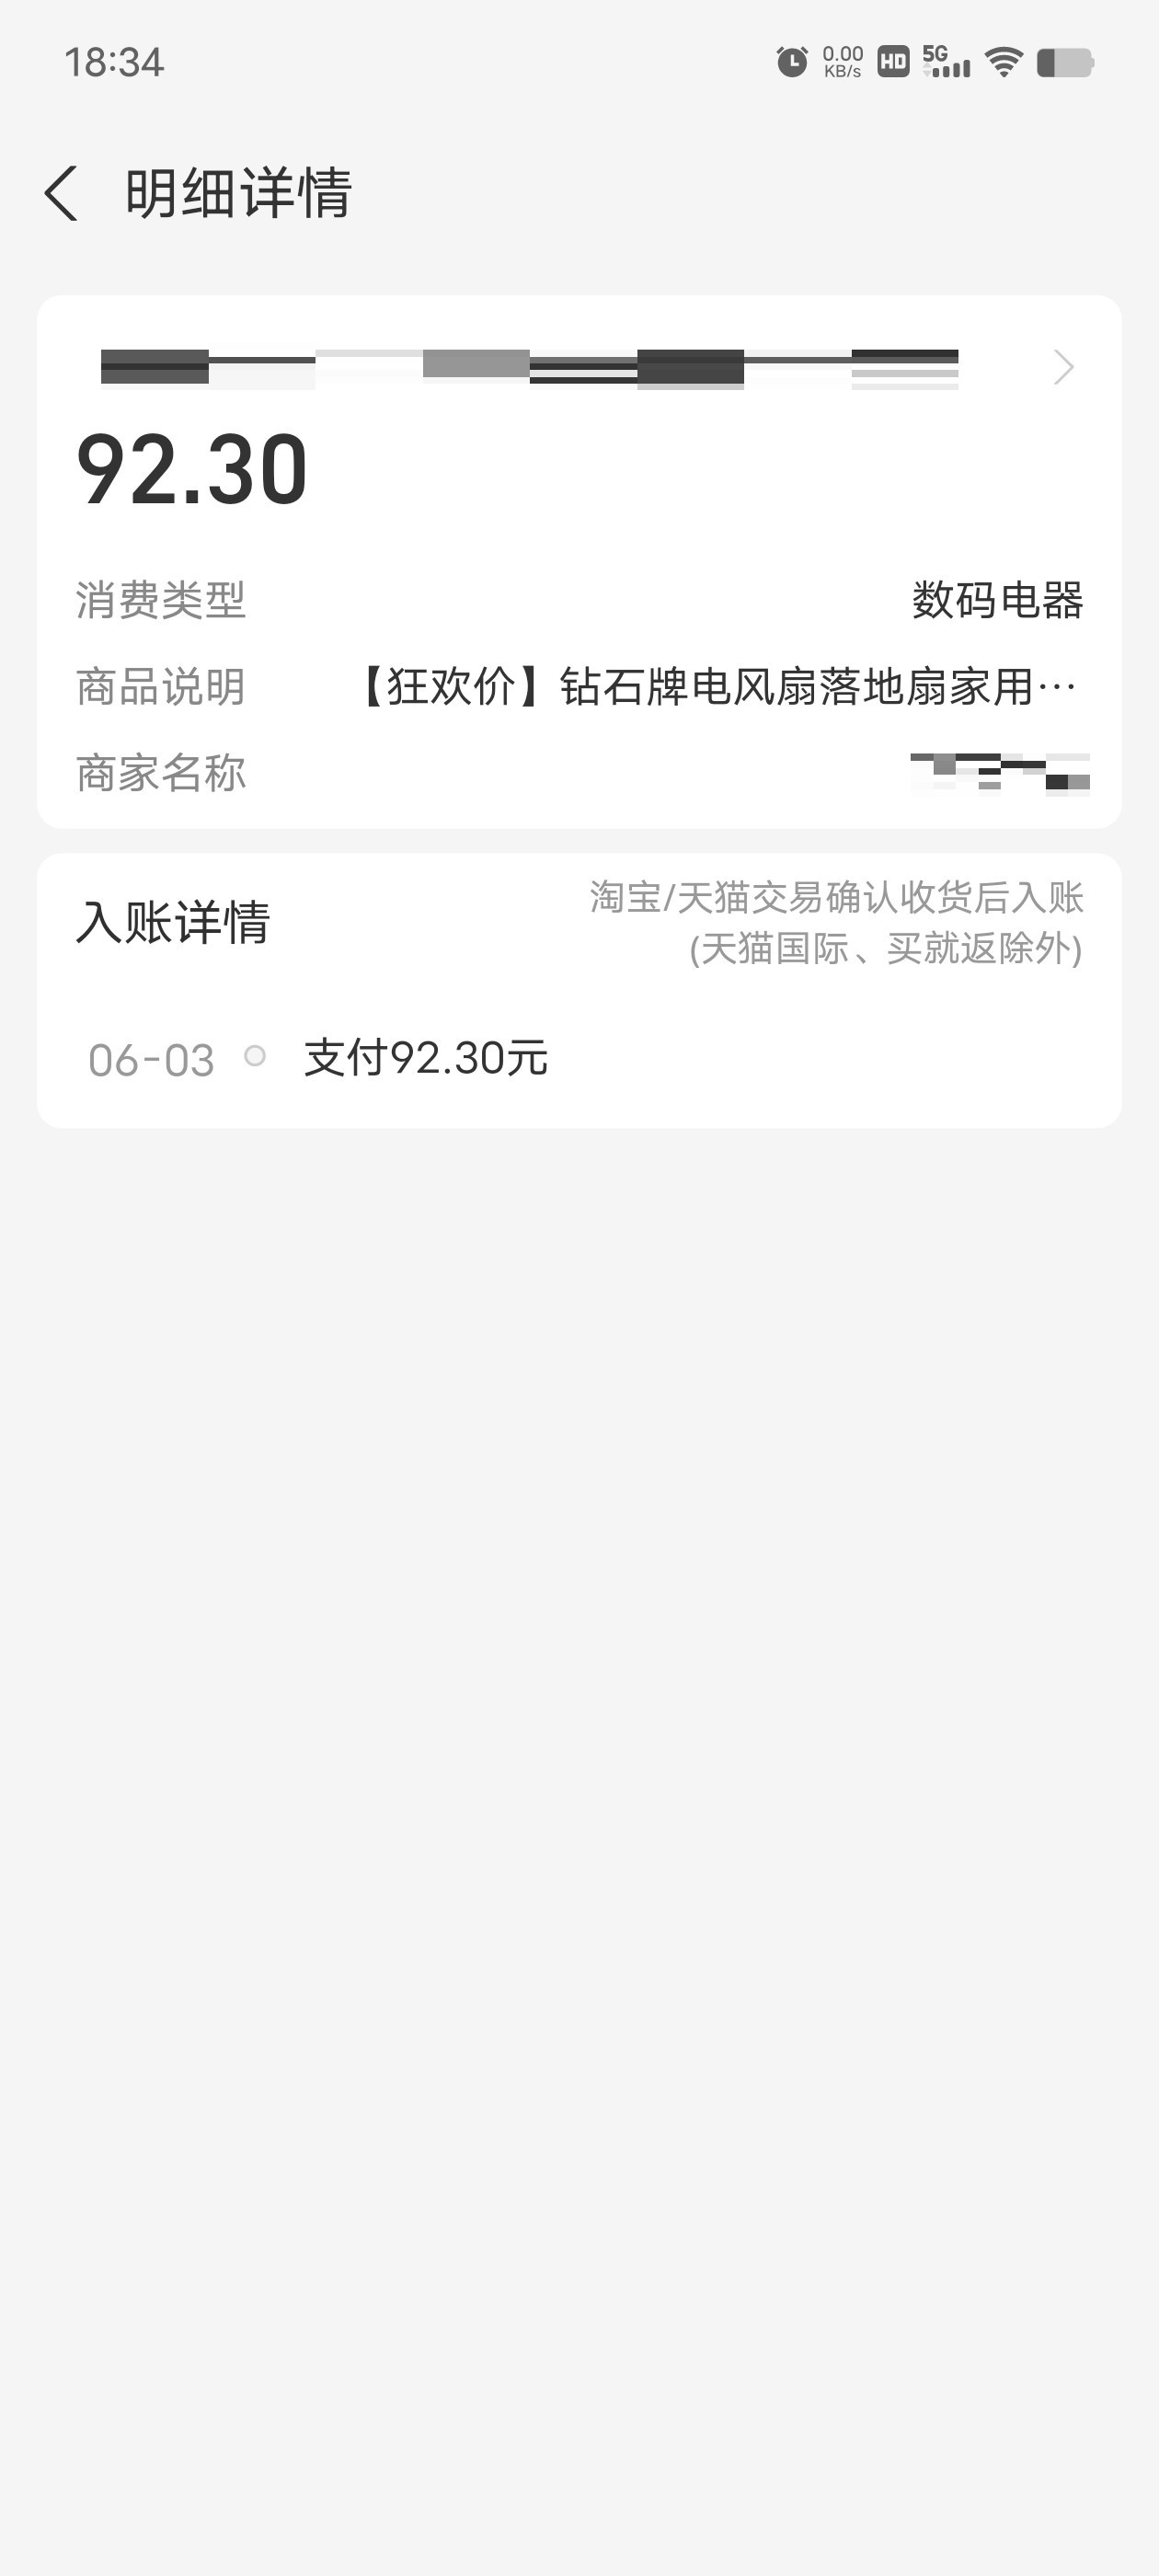 18:34
0.00
KB/s
HD
5G
明细详情
92.30
消费类型
数码电器
商品说明
【狂欢价】钻石牌电风扇落地扇家用…
商家名称
入账详情
淘宝/天猫交易确认收货后入账
(天猫国际、买就返除外)
06-03
支付92.30元